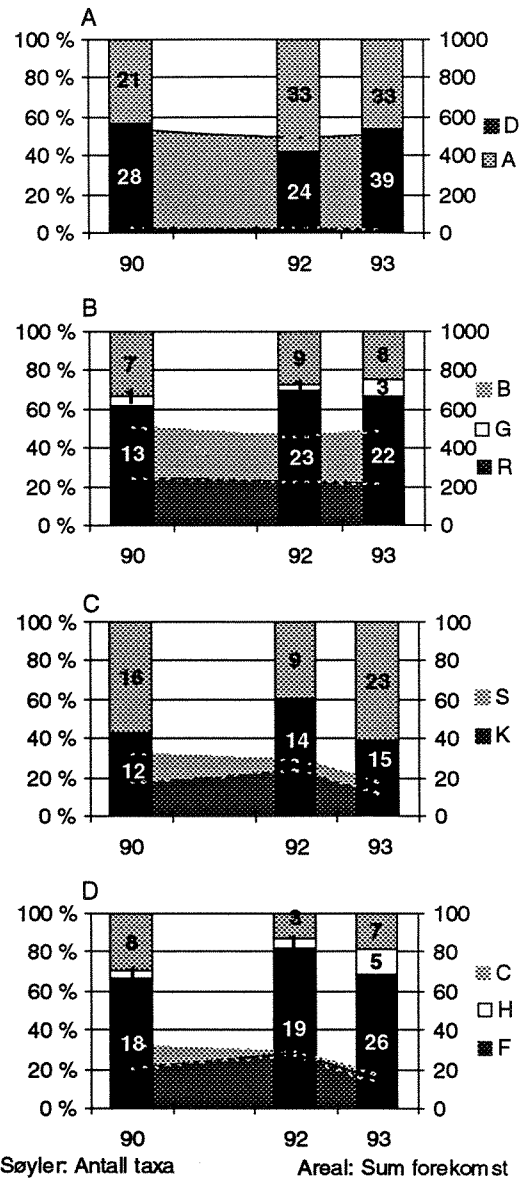 A
100 % 21 33 33 1000
80 % 800
60 % 600 D
40 % 28 24 39 400 A
20 % 200
0 % 0
90 92 93
B
100 % 7 9 8 1000
80 % 1 1 3 800 B
60 % 600 G
40 % 13 23 22 400 R
20 % 200
0 % 0
90 92 93
C
100 % 16 9 23 100
80 % 80
60 % 60 S
40 % 12 14 15 40 K
20 % 20
0 % 0
90 92 93
D
100 % 8 3 7 100
80 % 1 1 5 80 C
60 % 60 H
40 % 18 19 26 40 F
20 % 20
0 % 0
90 92 93
Søyler: Antall taxa Areal: Sum forekomst